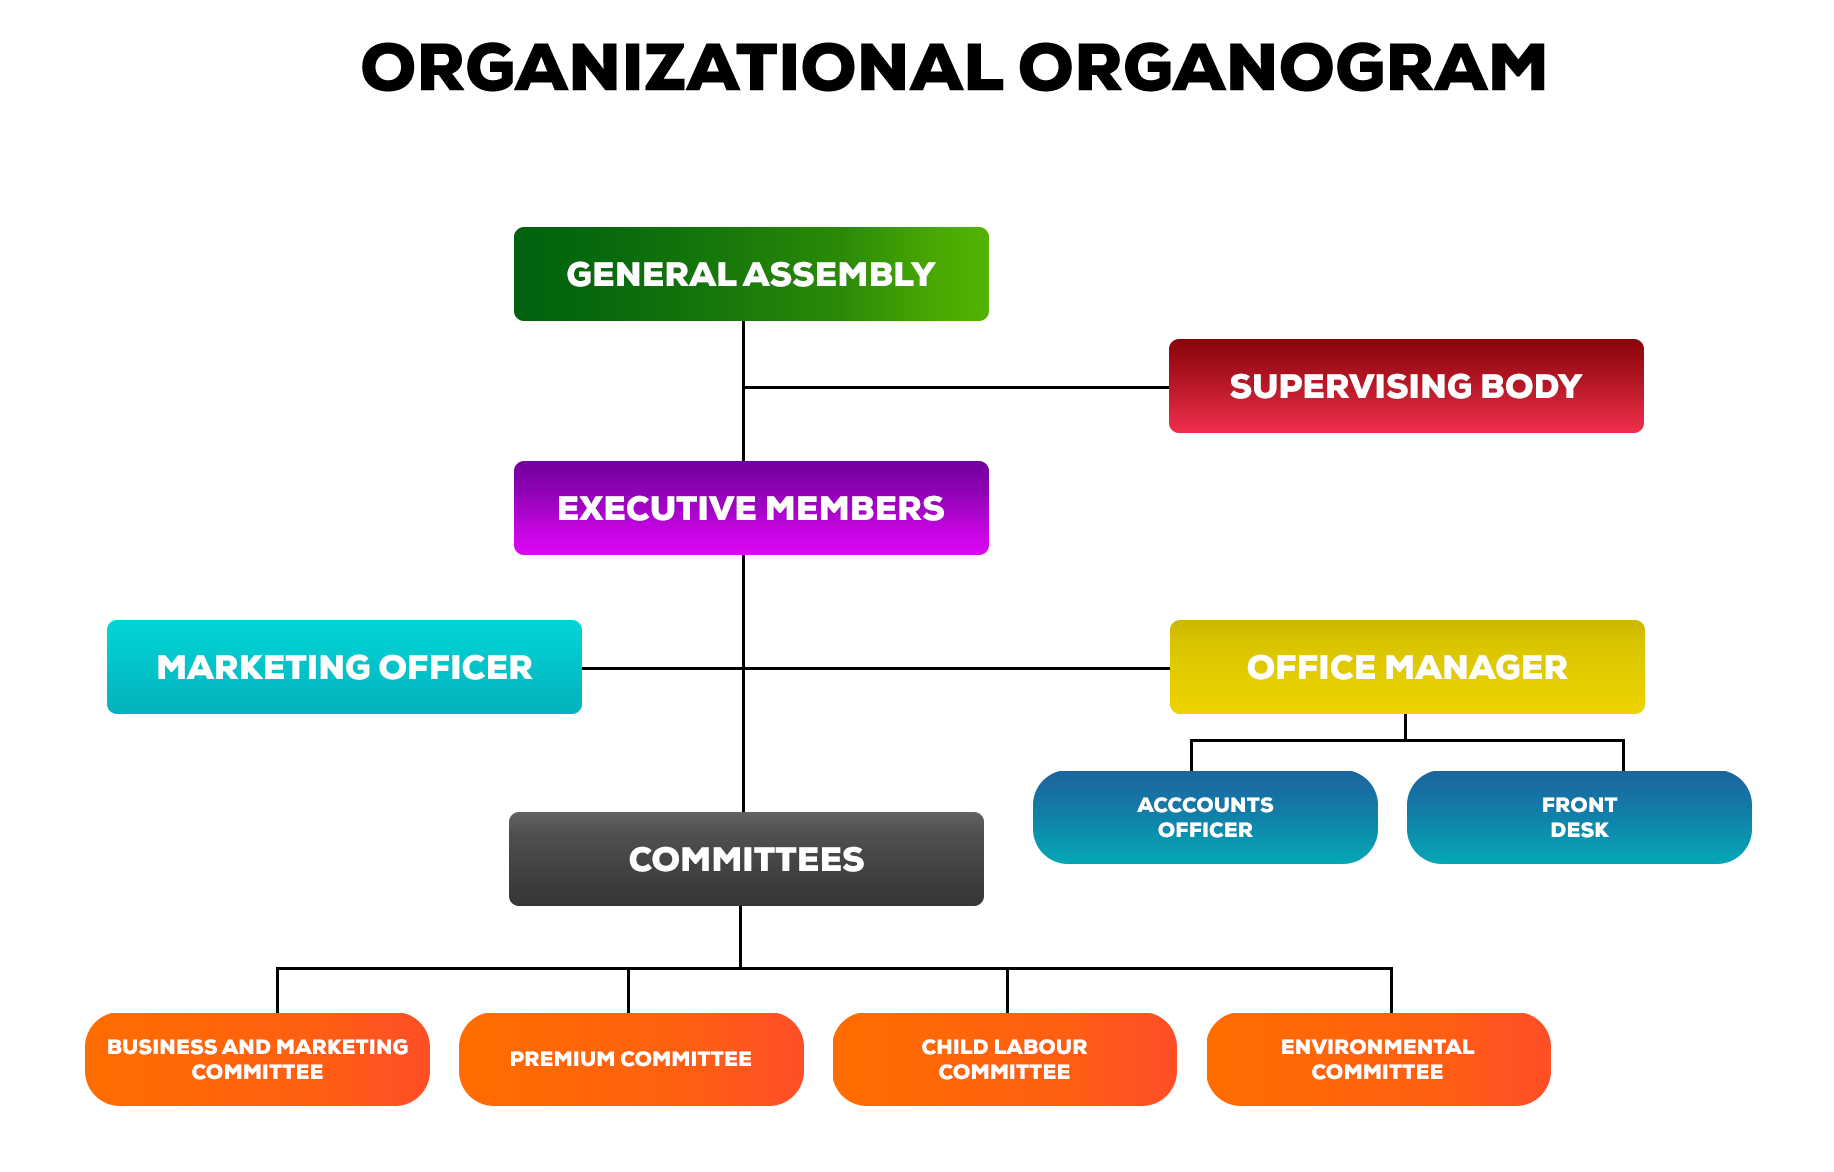 ORGANIZATIONAL ORGANOGRAM
GENERAL ASSEMBLY
SUPERVISING BODY
EXECUTIVE MEMBERS
MARKETING OFFICER
OFFICE MANAGER
ACCCOUNTS
OFFICER
FRONT
DESK
COMMITTEES
BUSINESS AND MARKETING
COMMITTEE
PREMIUM COMMITTEE
CHILD LABOUR
COMMITTEE
ENVIRONMENTAL
COMMITTEE